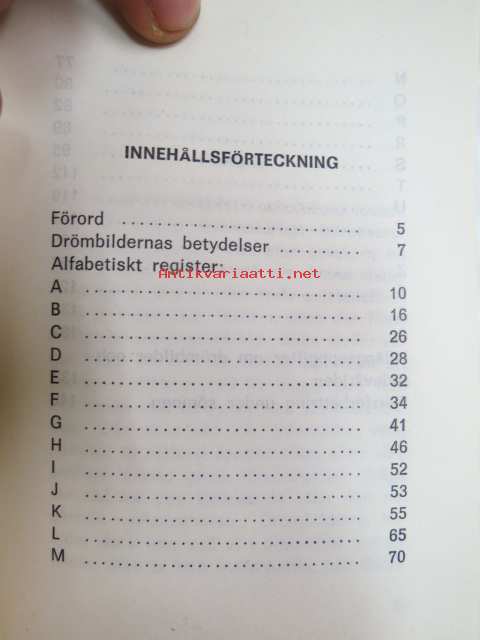 INNEHÅLLSFÖRTECKNING
Förord ........................ 5
Drömbildernas betydelser ........ 7
Alfabetiskt register:
Antikvariaatti.net
A .............................. 10
B .............................. 16
C .............................. 26
D .............................. 28
E .............................. 32
F .............................. 34
G .............................. 41
H .............................. 46
I .............................. 52
J .............................. 53
K .............................. 55
L .............................. 65
M .............................. 70